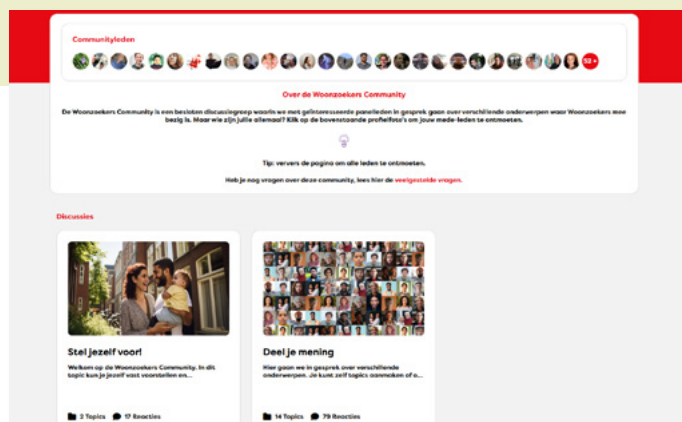 Communityleden
53 +
Over de Woonzoekers Community
De Woonzoekers Community is een besloten discussiegroep waarin we met geïnteresseerde panelleden in gesprek gaan over verschillende onderwerpen waar Woonzoekers mee
bezig is. Maar wie zijn jullie allemaal? Klik op de bovenstaande profielfoto's om jouw mede-leden te ontmoeten.
Tip: ververs de pagina om alle leden te ontmoeten.
Heb je nog vragen over deze community, lees hier de veelgestelde vragen.
Discussies
Stel jezelf voor!
Welkom op de Woonzoekers Community. In dit
topic kun je jezelf vast voorstellen en...
2 Topics 17 Reacties
Deel je mening
Hier gaan we in gesprek over verschillende
onderwerpen. Je kunt zelf topics aanmaken of o...
14 Topics 79 Reacties